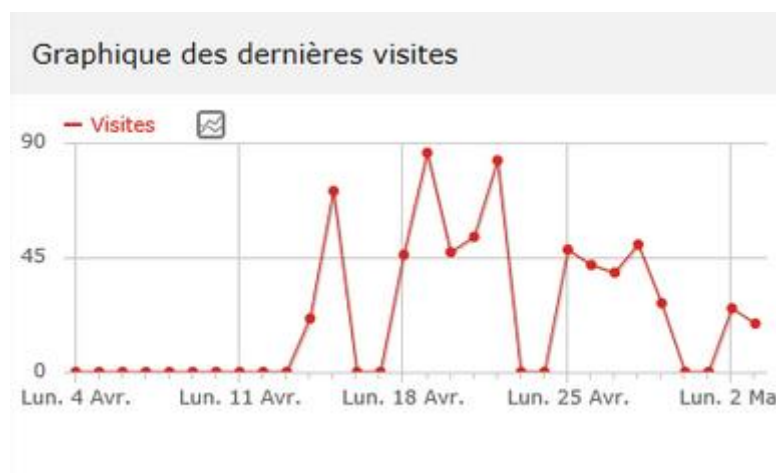 Graphique des dernières visites
Visites
90
45
0
Lun. 4 Avr. Lun. 11 Avr. Lun. 18 Avr. Lun. 25 Avr. Lun. 2 Ma